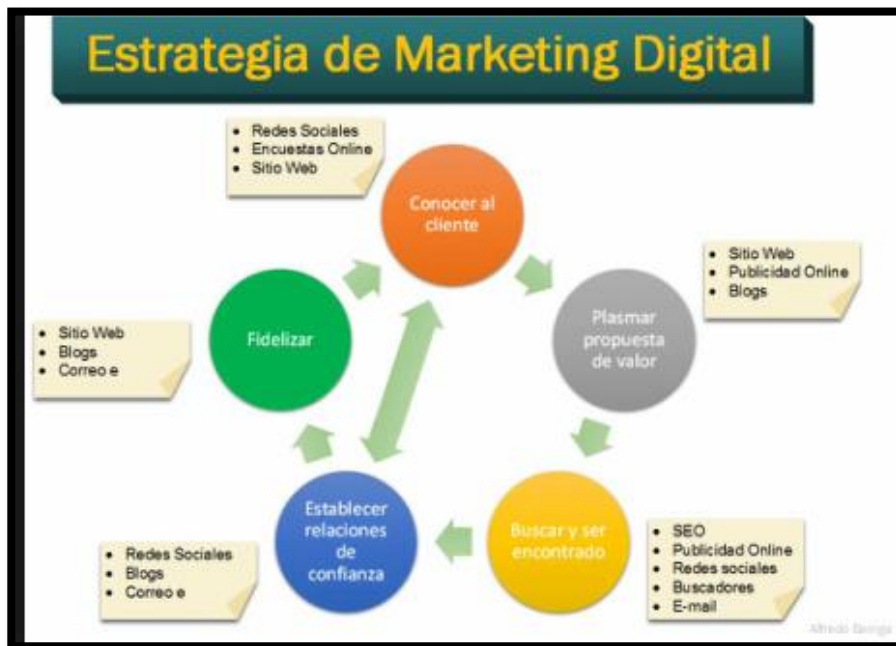 Estrategia de Marketing Digital
• Redes Sociales
• Encuestas Online
• Sitio Web
Conocer al
cliente
• Sitio Web
• Publicidad Online
• Blogs
Plasmar
propuesta
de valor
• SEO
• Publicidad Online
• Redes sociales
• Buscadores
• E-mail
Buscar y ser
encontrado
Establecer
relaciones
de
confianza
• Redes Sociales
• Blogs
• Correo e
Fidelizar
• Sitio Web
• Blogs
• Correo e
Alfredo